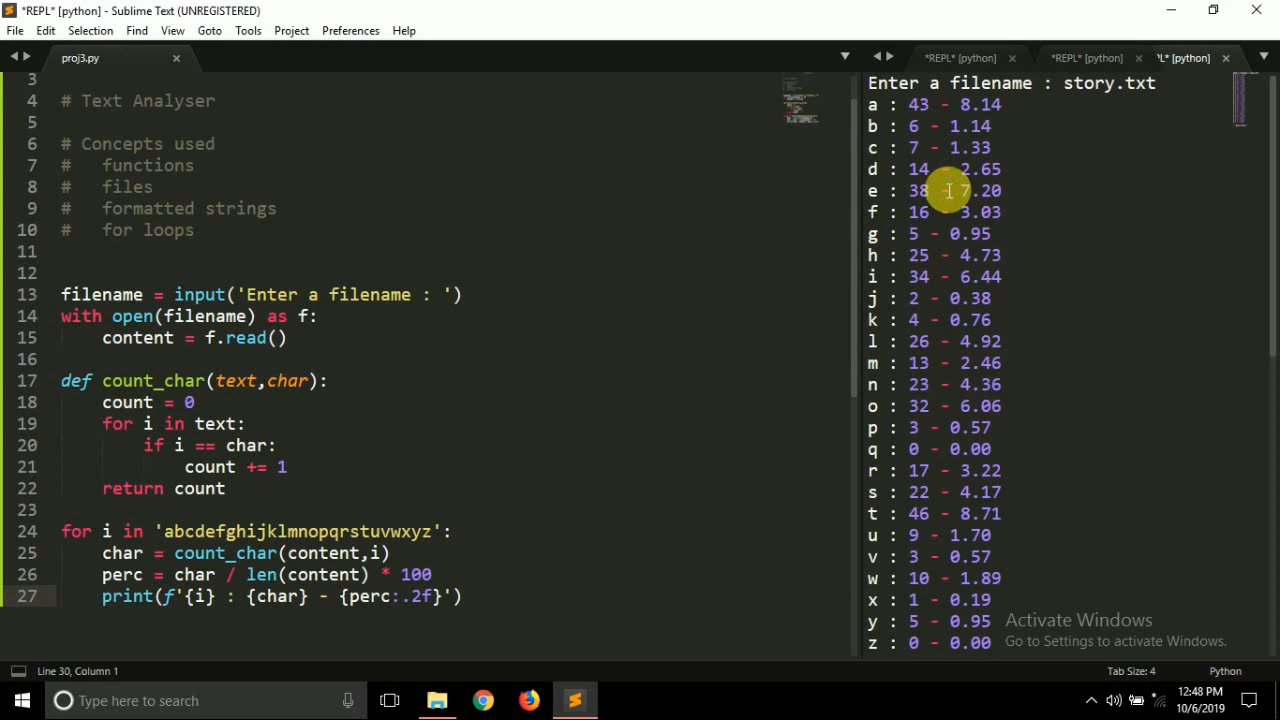 *REPL* [python] - Sublime Text (UNREGISTERED)
File Edit Selection Find View Goto Tools Project Preferences Help
proj3.py
*REPL* [python] *REPL* [python] ?L* [python]
3
4 # Text Analyser
5
6 # Concepts used
7 #   functions
8 #   files
9 #   formatted strings
10 #   for loops
11
12
13 filename = input('Enter a filename : ')
14 with open(filename) as f:
15     content = f.read()
16
17 def count_char(text,char):
18     count = 0
19     for i in text:
20         if i == char:
21             count += 1
22     return count
23
24 for i in 'abcdefghijklmnopqrstuvwxyz':
25     char = count_char(content,i)
26     perc = char / len(content) * 100
27     print(f'{i} : {char} - {perc:.2f}')
Enter a filename : story.txt
a : 43 - 8.14
b : 6 - 1.14
c : 7 - 1.33
d : 14 - 2.65
e : 38 - 7.20
f : 16 - 3.03
g : 5 - 0.95
h : 25 - 4.73
i : 34 - 6.44
j : 2 - 0.38
k : 4 - 0.76
l : 26 - 4.92
m : 13 - 2.46
n : 23 - 4.36
o : 32 - 6.06
p : 3 - 0.57
q : 0 - 0.00
r : 17 - 3.22
s : 22 - 4.17
t : 46 - 8.71
u : 9 - 1.70
v : 3 - 0.57
w : 10 - 1.89
x : 1 - 0.19
y : 5 - 0.95
z : 0 - 0.00
Activate Windows
Go to Settings to activate Windows.
Line 30, Column 1
Tab Size: 4 Python
Type here to search
12:48 PM
10/6/2019